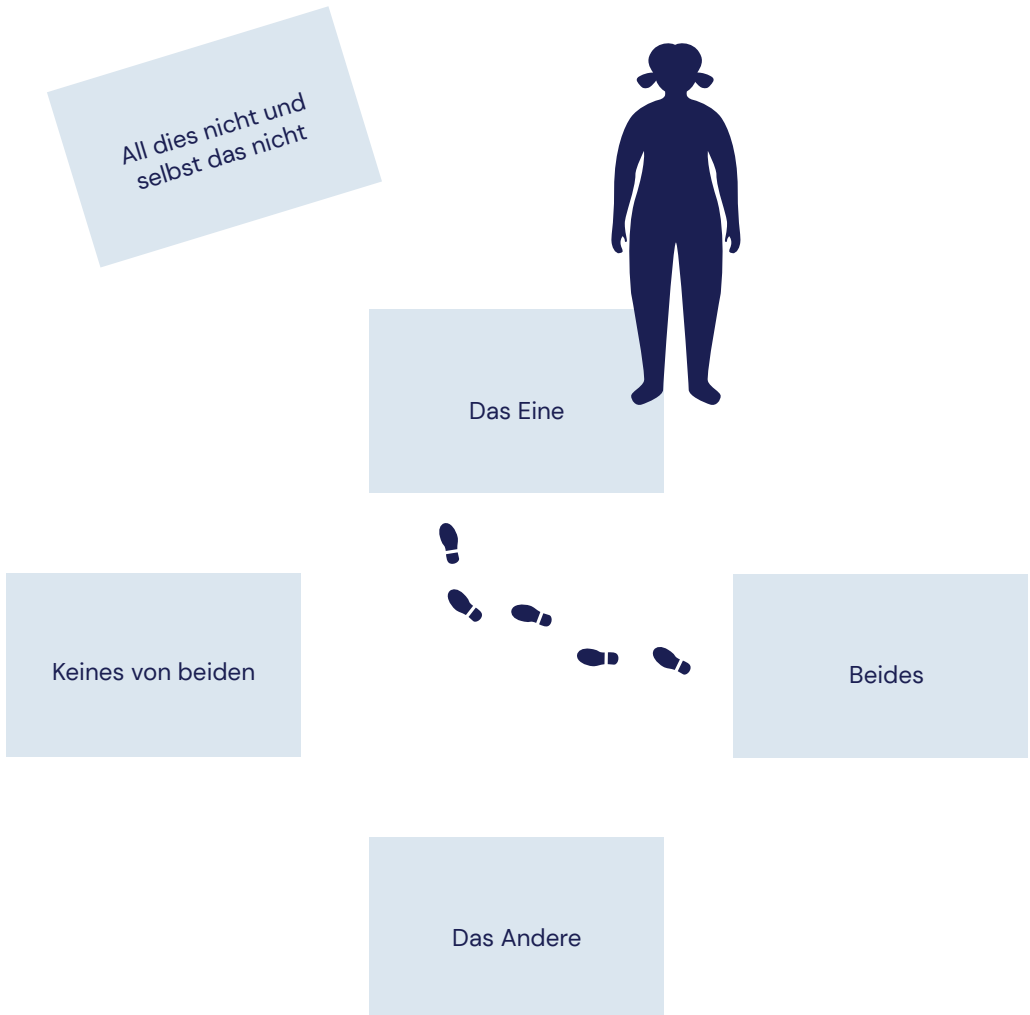 All dies nicht und
selbst das nicht
Das Eine
Keines von beiden
Beides
Das Andere